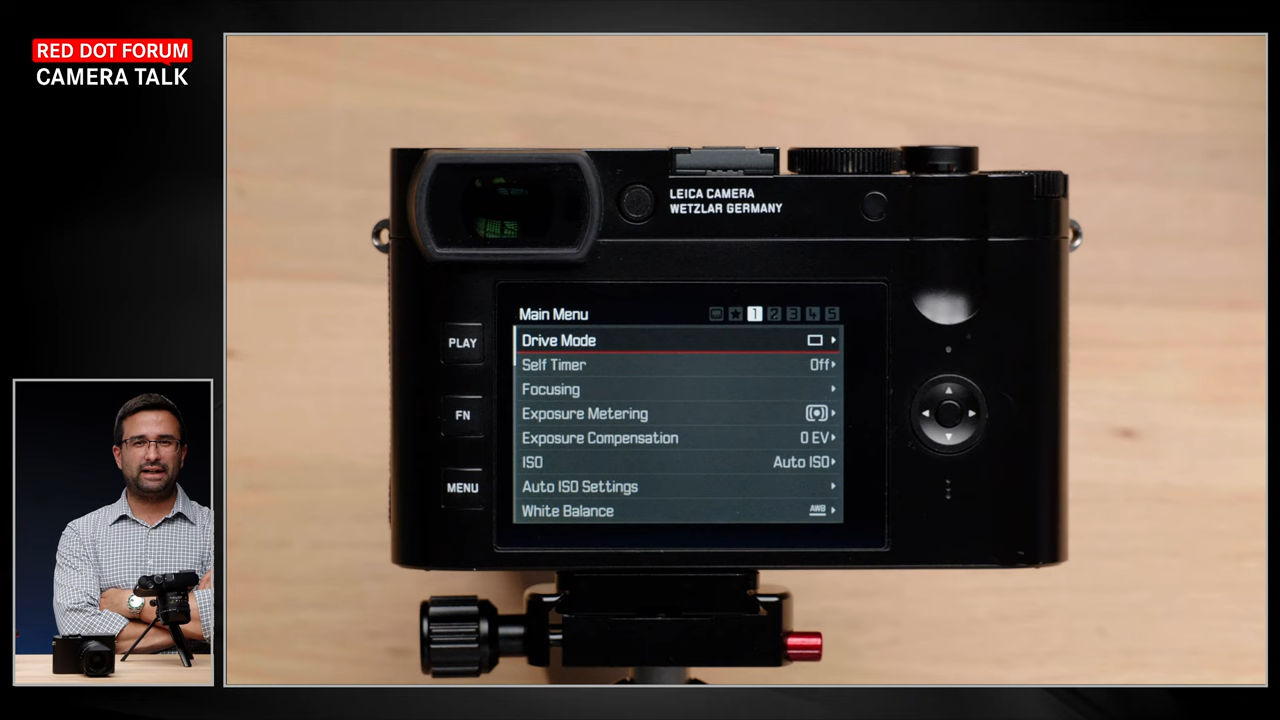 RED DOT FORUM
CAMERA TALK
LEICA CAMERA
WETZLAR GERMANY
PLAY
FN
MENU
Main Menu 1 2 3 4 5
Drive Mode
Self Timer Off
Focusing
Exposure Metering
Exposure Compensation 0 EV
ISO Auto ISO
Auto ISO Settings
White Balance AWB